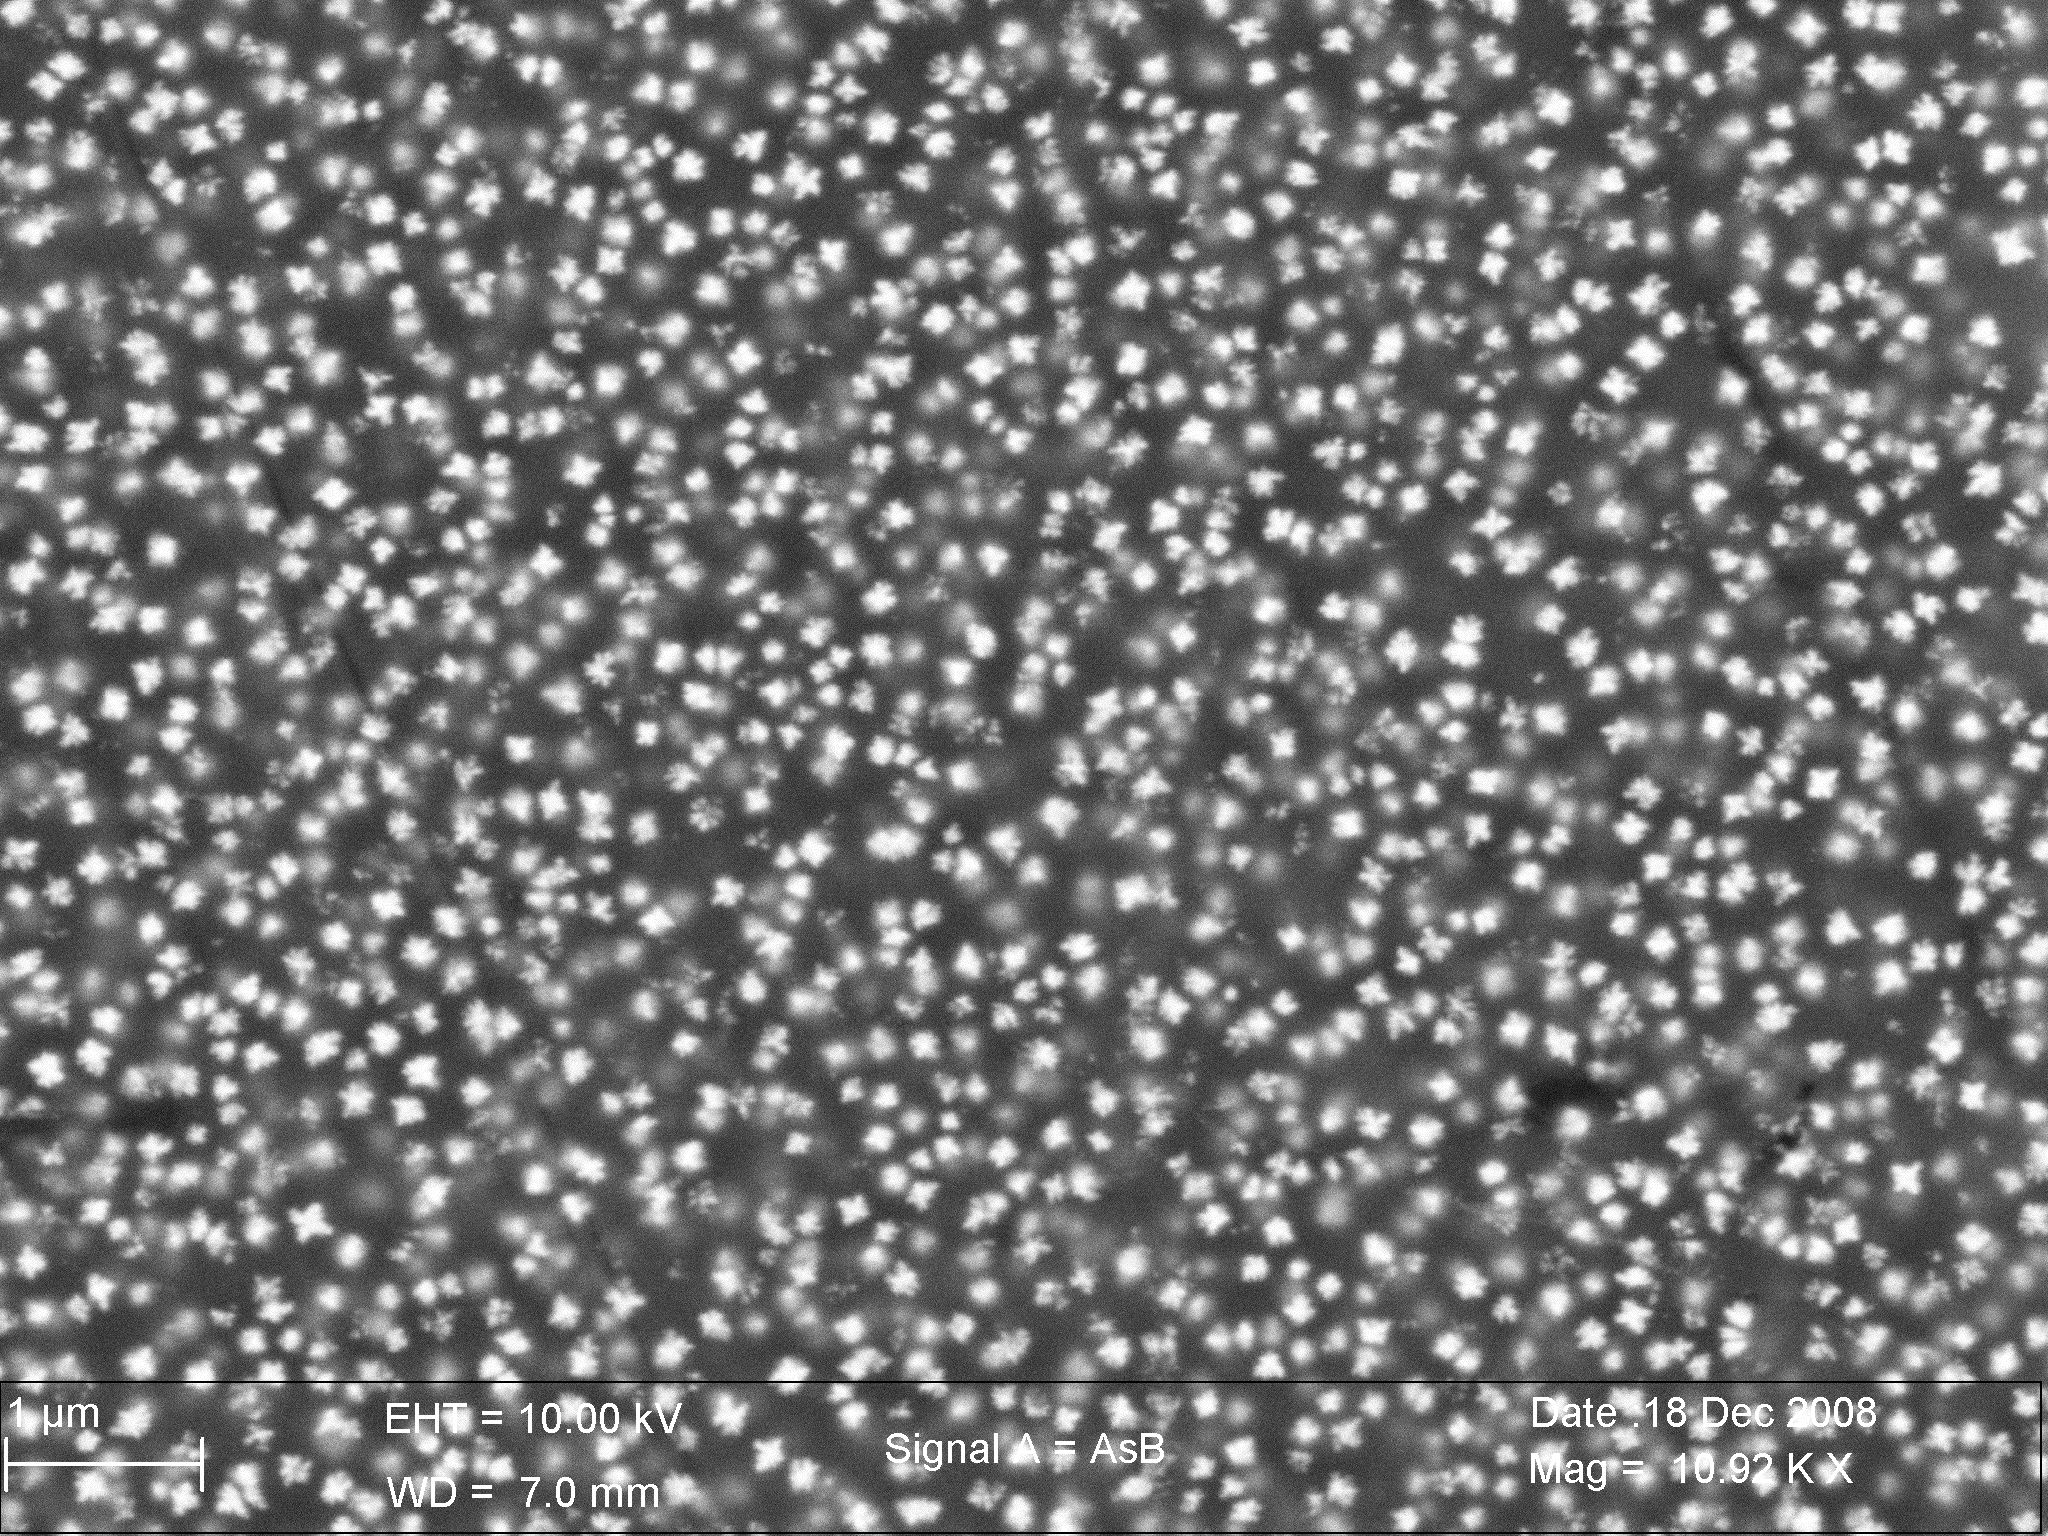 1 µm
EHT = 10.00 kV
WD = 7.0 mm
Signal A = AsB
Date :18 Dec 2008
Mag = 10.92 K X